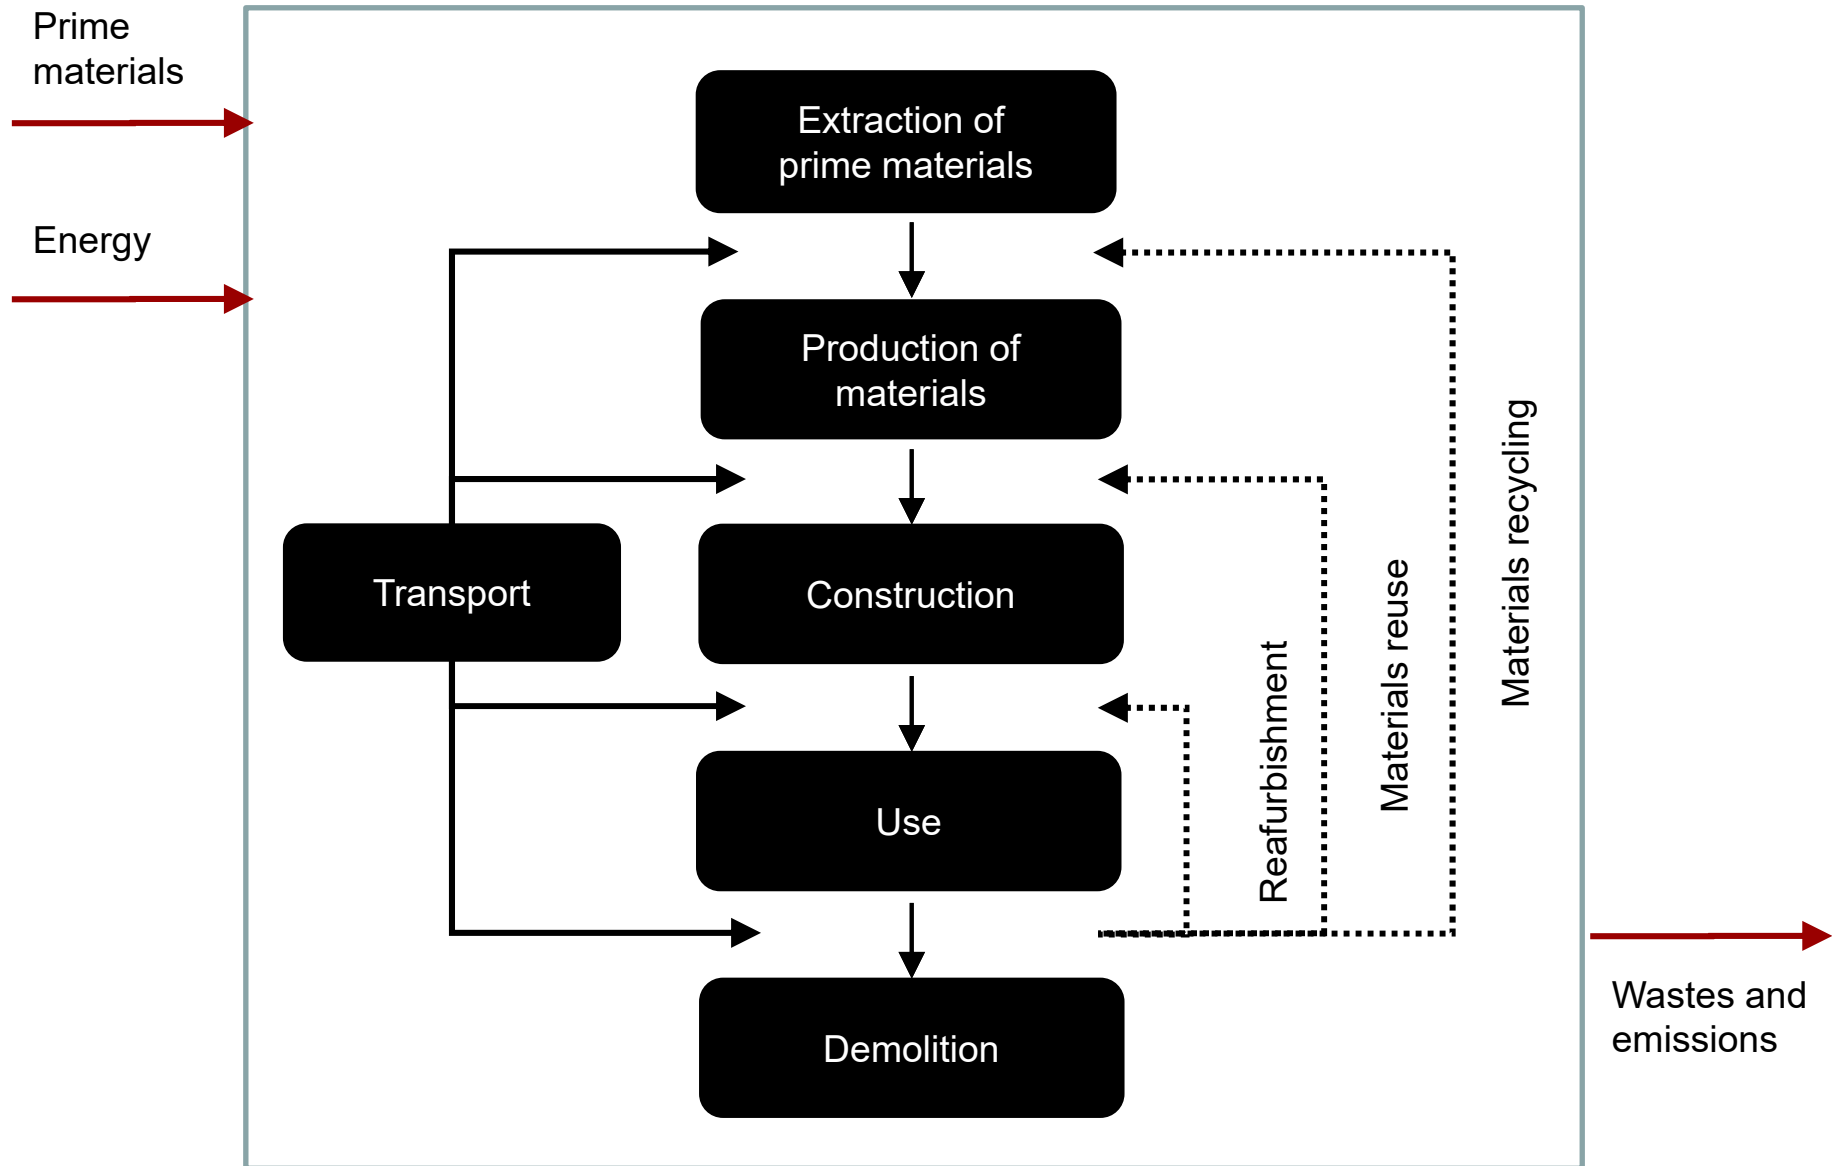 Prime
materials
Energy
Extraction of
prime materials
Production of
materials
Transport
Construction
Use
Demolition
Reafurbishment
Materials reuse
Materials recycling
Wastes and
emissions